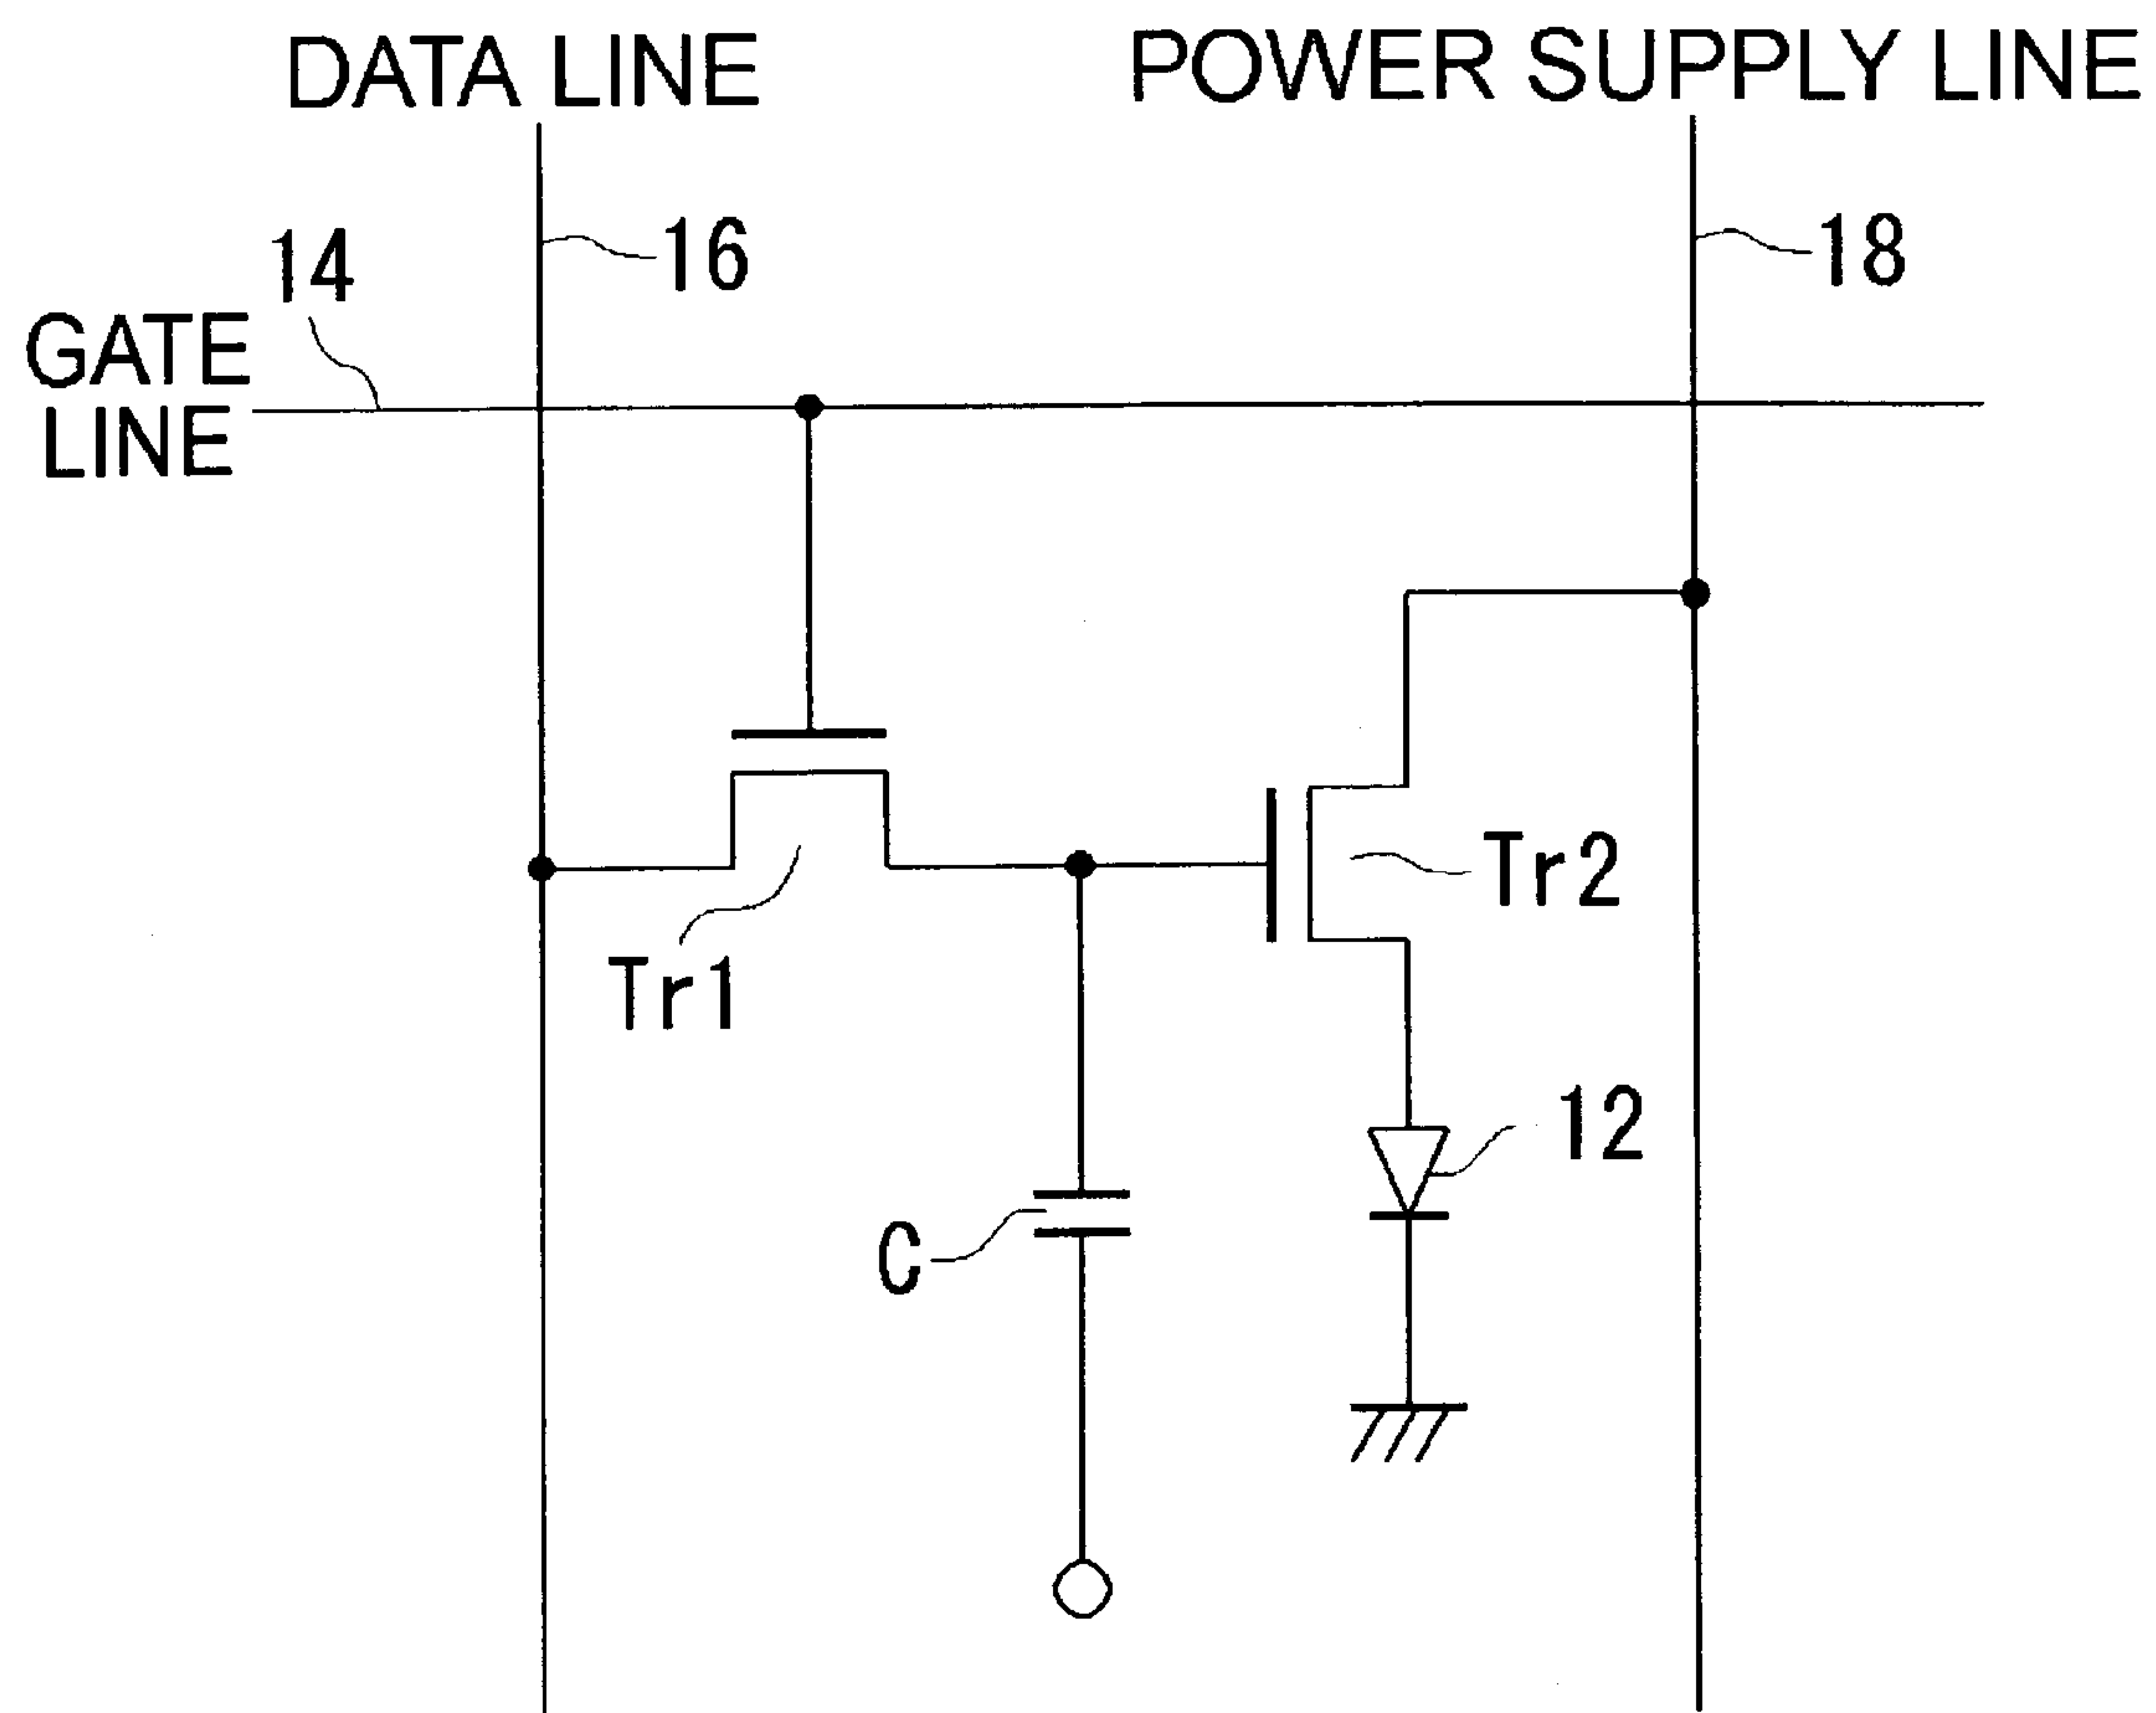 DATA LINE
POWER SUPPLY LINE
14
16
18
GATE
LINE
Tr2
Tr1
12
C